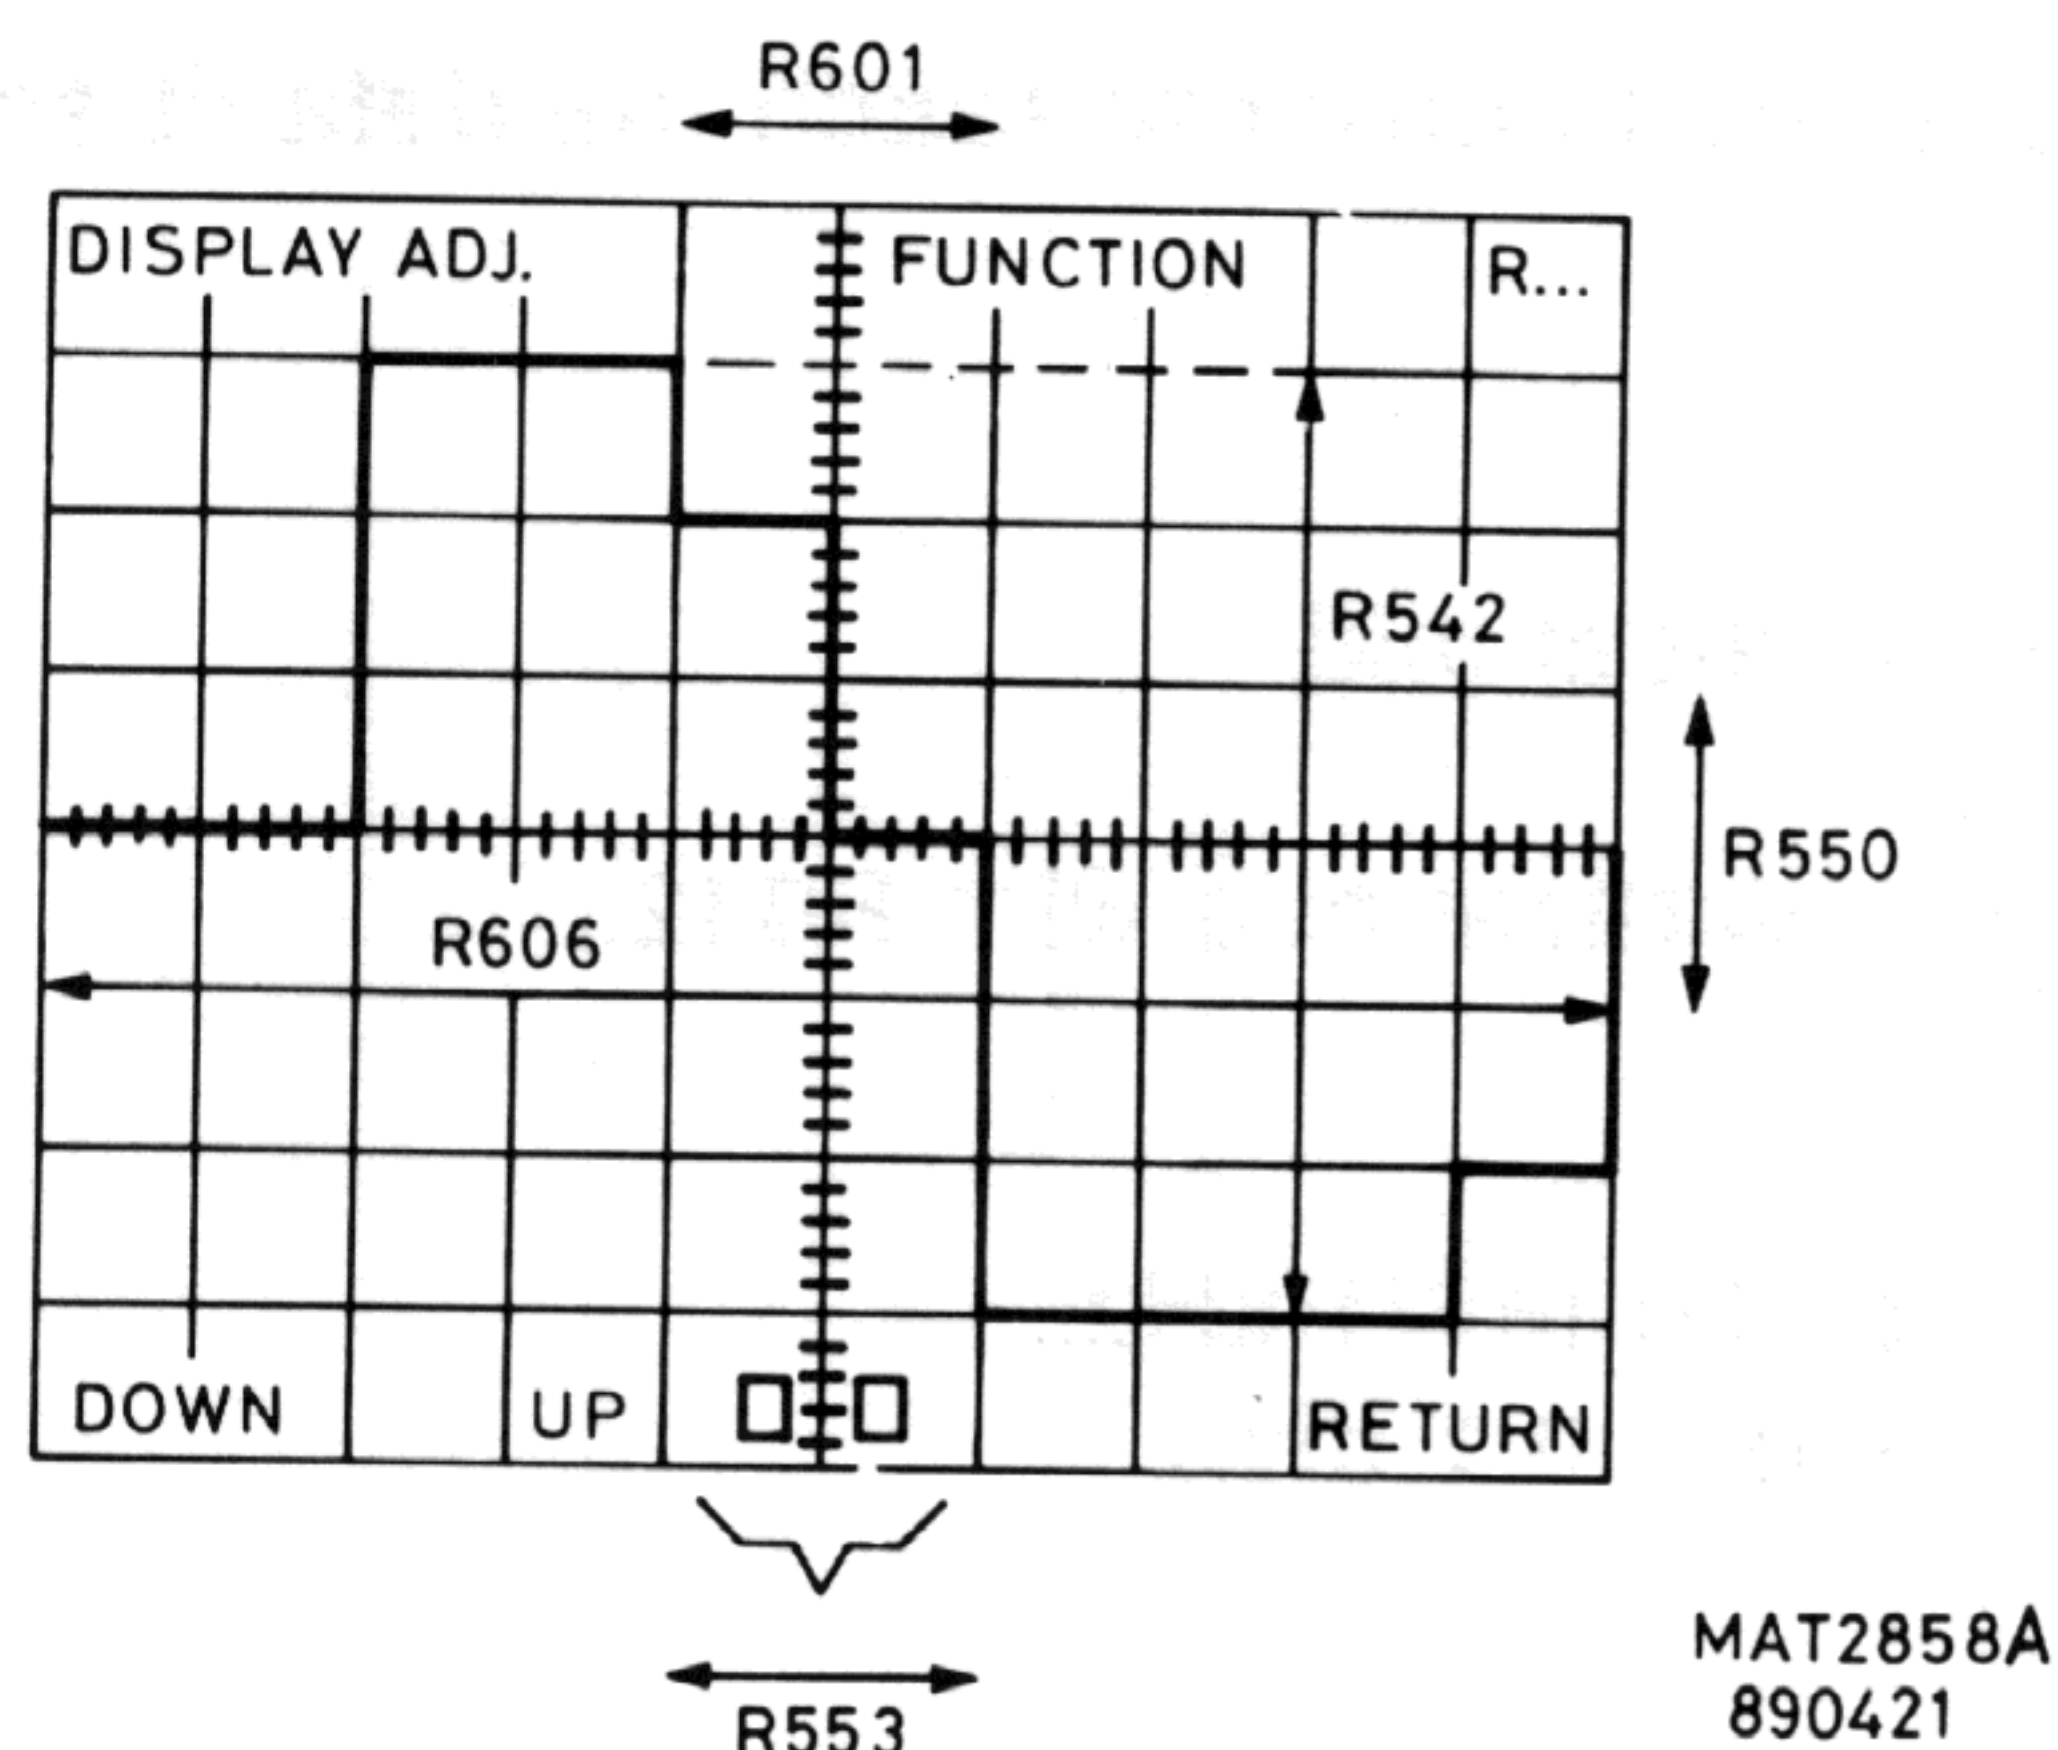 R601
DISPLAY ADJ. FUNCTION R...
R542
R550
R606
DOWN UP RETURN
R553
MAT2858A
890421